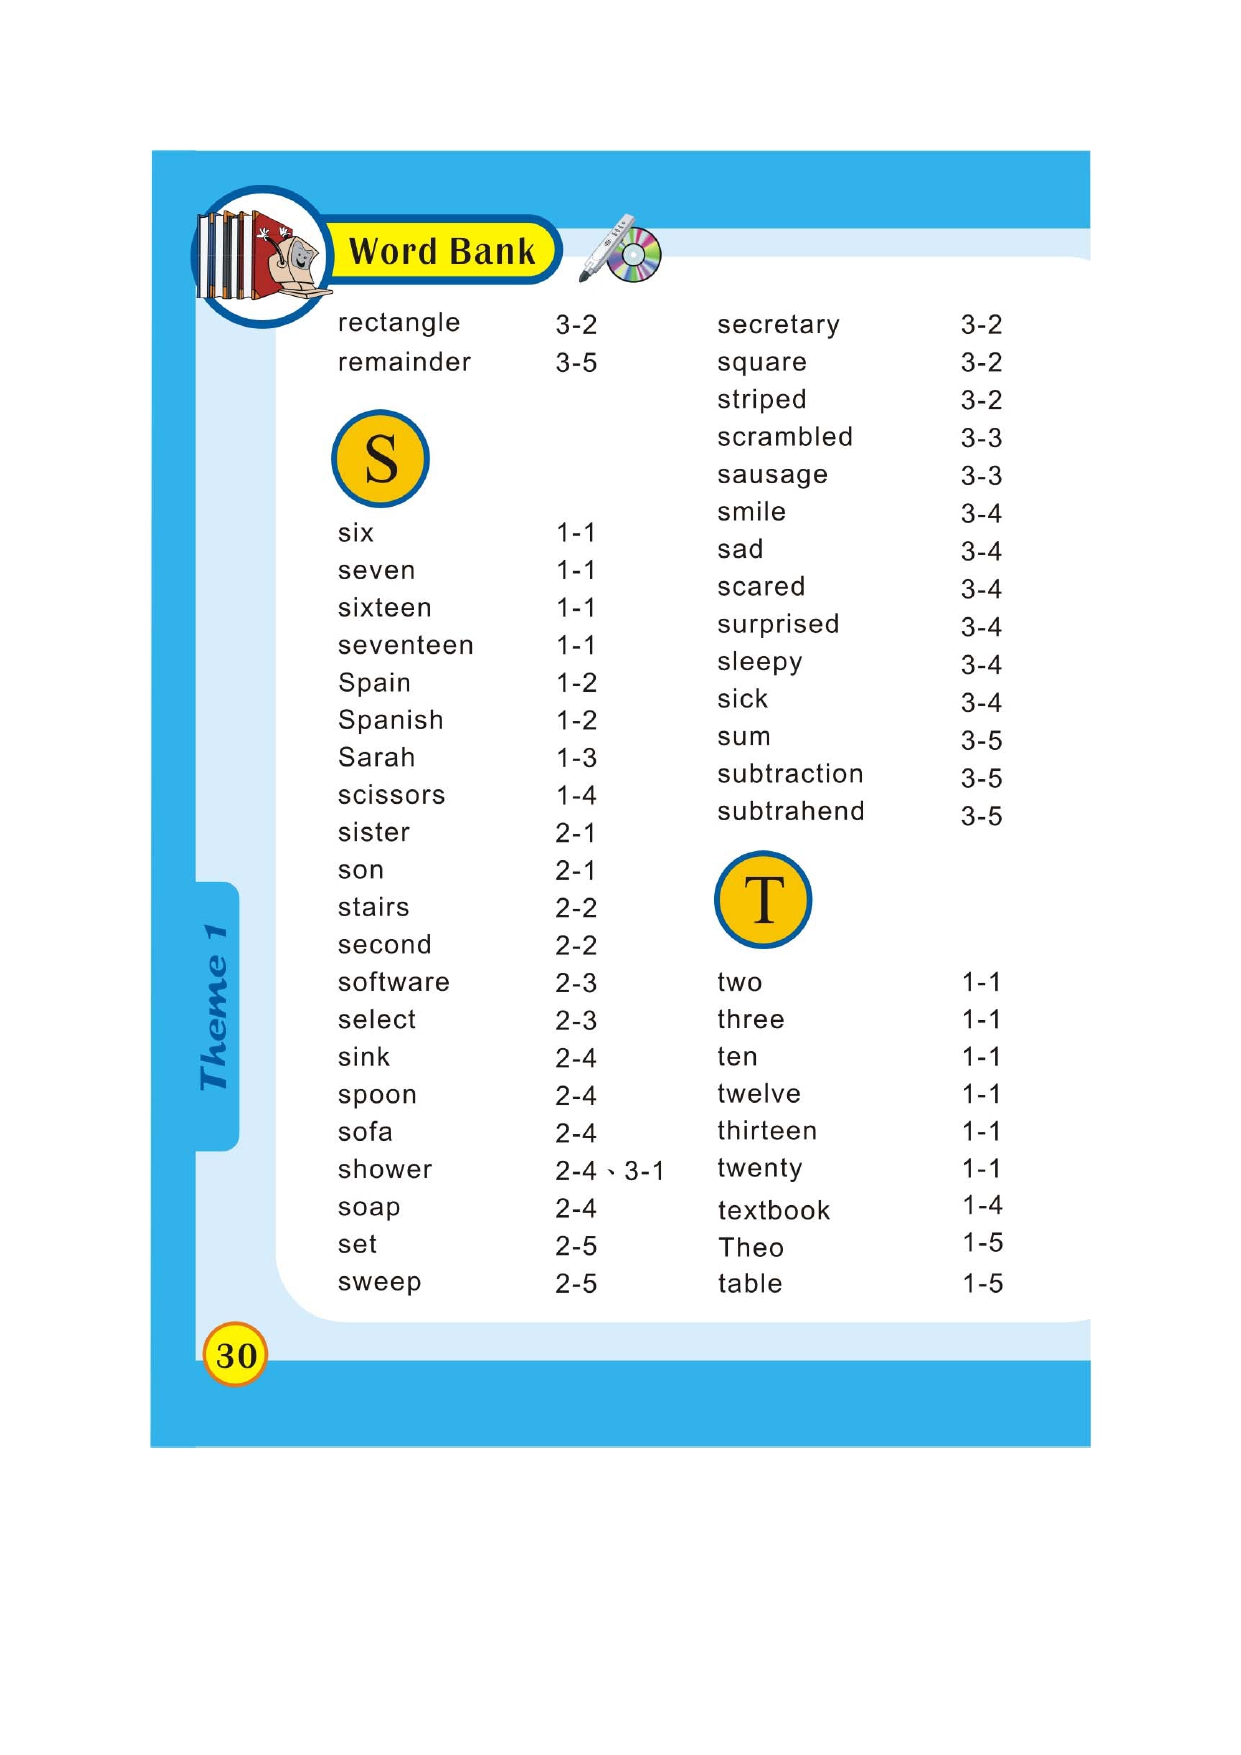 Word Bank
rectangle 3-2
remainder 3-5
S
six 1-1
seven 1-1
sixteen 1-1
seventeen 1-1
Spain 1-2
Spanish 1-2
Sarah 1-3
scissors 1-4
sister 2-1
son 2-1
stairs 2-2
second 2-2
software 2-3
select 2-3
sink 2-4
spoon 2-4
sofa 2-4
shower 2-4、3-1
soap 2-4
set 2-5
sweep 2-5
secretary 3-2
square 3-2
striped 3-2
scrambled 3-3
sausage 3-3
smile 3-4
sad 3-4
scared 3-4
surprised 3-4
sleepy 3-4
sick 3-4
sum 3-5
subtraction 3-5
subtrahend 3-5
T
two 1-1
three 1-1
ten 1-1
twelve 1-1
thirteen 1-1
twenty 1-1
textbook 1-4
Theo 1-5
table 1-5
Theme 1
30